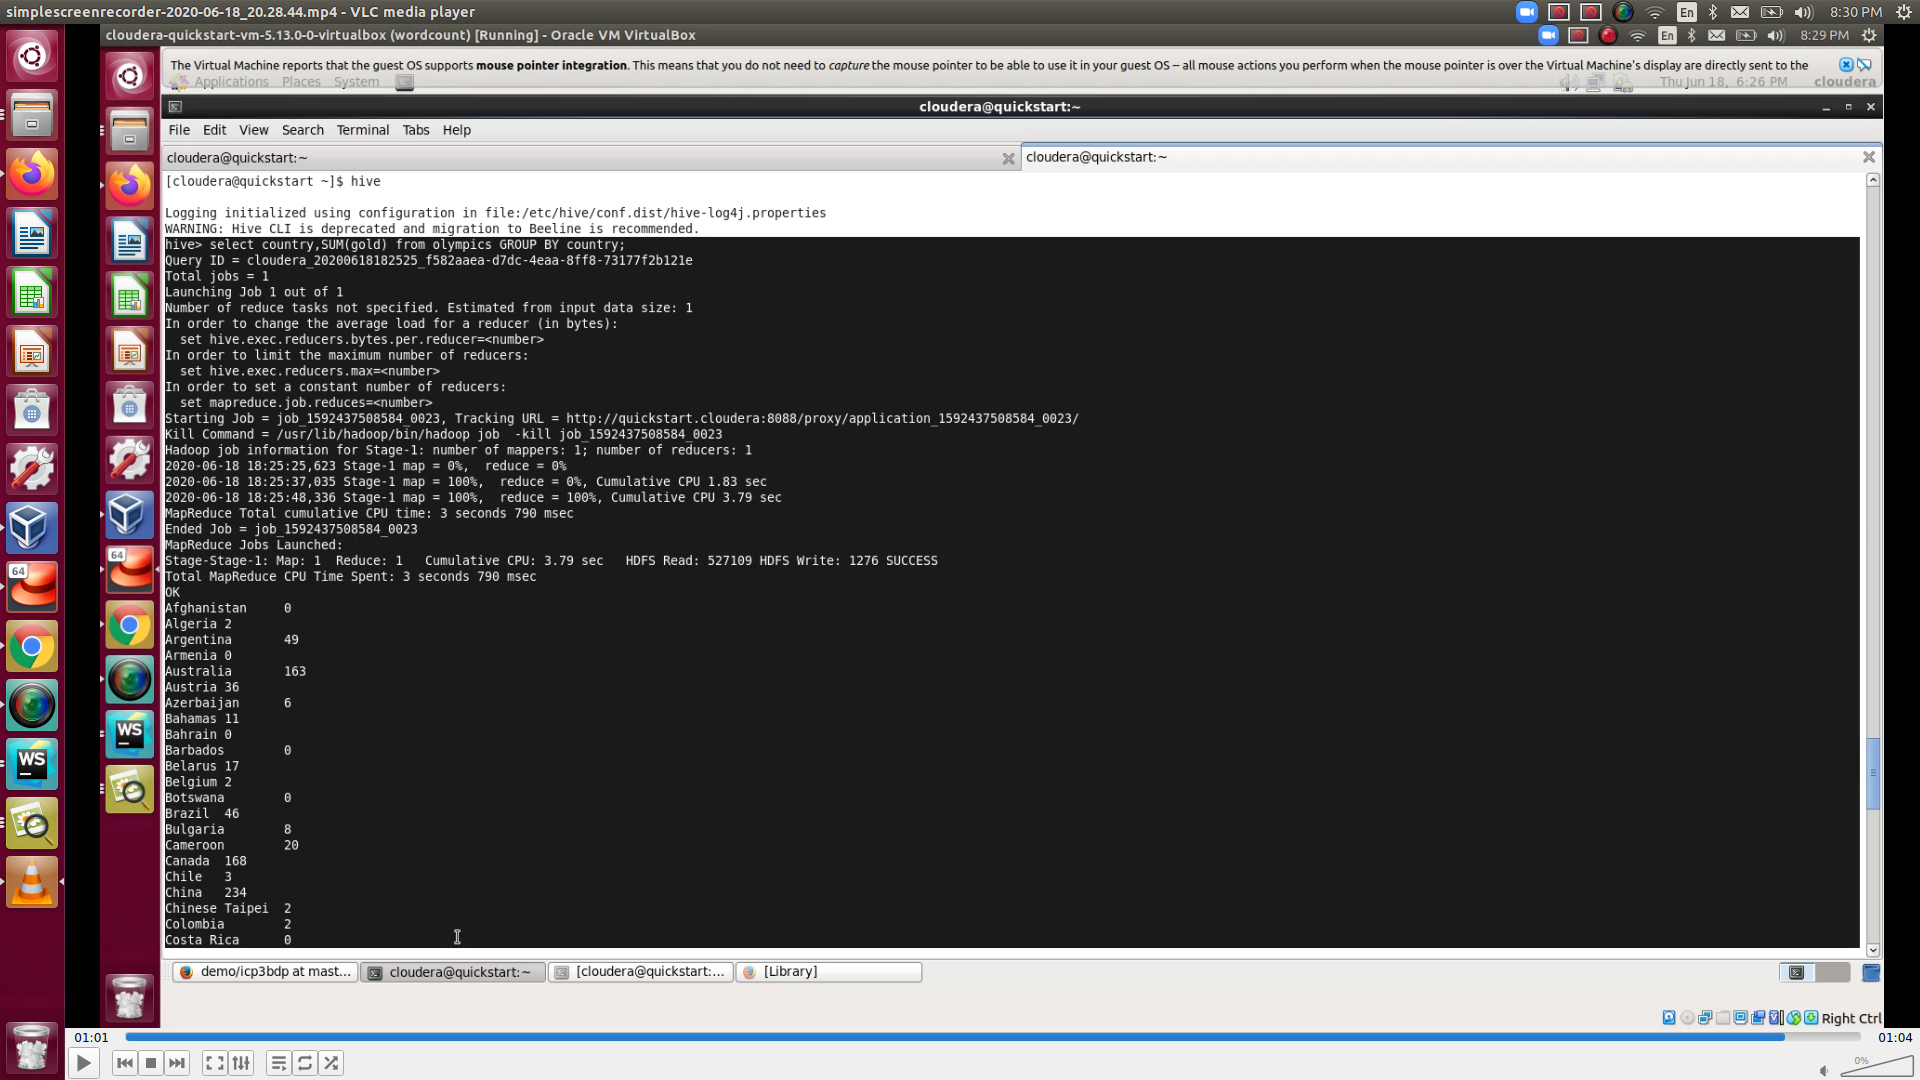 simplescreenrecorder-2020-06-18_20.28.44.mp4 - VLC media player
En
8:30 PM
cloudera-quickstart-vm-5.13.0-0-virtualbox (wordcount) [Running] - Oracle VM VirtualBox
En
8:29 PM
The Virtual Machine reports that the guest OS supports mouse pointer integration. This means that you do not need to capture the mouse pointer to be able to use it in your guest OS -- all mouse actions you perform when the mouse pointer is over the Virtual Machine's display are directly sent to the
Applications Places System
Thu Jun 18, 6:26 PM cloudera
cloudera@quickstart:~
File Edit View Search Terminal Tabs Help
cloudera@quickstart:~
cloudera@quickstart:~
[cloudera@quickstart ~]$ hive
Logging initialized using configuration in file:/etc/hive/conf.dist/hive-log4j.properties
WARNING: Hive CLI is deprecated and migration to Beeline is recommended.
hive> select country,SUM(gold) from olympics GROUP BY country;
Query ID = cloudera_20200618182525_f582aaea-d7dc-4eaa-8ff8-73177f2b121e
Total jobs = 1
Launching Job 1 out of 1
Number of reduce tasks not specified. Estimated from input data size: 1
In order to change the average load for a reducer (in bytes):
set hive.exec.reducers.bytes.per.reducer=<number>
In order to limit the maximum number of reducers:
set hive.exec.reducers.max=<number>
In order to set a constant number of reducers:
set mapreduce.job.reduces=<number>
Starting Job = job_1592437508584_0023, Tracking URL = http://quickstart.cloudera:8088/proxy/application_1592437508584_0023/
Kill Command = /usr/lib/hadoop/bin/hadoop job  -kill job_1592437508584_0023
Hadoop job information for Stage-1: number of mappers: 1; number of reducers: 1
2020-06-18 18:25:25,623 Stage-1 map = 0%,  reduce = 0%
2020-06-18 18:25:37,035 Stage-1 map = 100%,  reduce = 0%, Cumulative CPU 1.83 sec
2020-06-18 18:25:48,336 Stage-1 map = 100%,  reduce = 100%, Cumulative CPU 3.79 sec
MapReduce Total cumulative CPU time: 3 seconds 790 msec
Ended Job = job_1592437508584_0023
MapReduce Jobs Launched:
Stage-Stage-1: Map: 1  Reduce: 1   Cumulative CPU: 3.79 sec   HDFS Read: 527109 HDFS Write: 1276 SUCCESS
Total MapReduce CPU Time Spent: 3 seconds 790 msec
OK
Afghanistan 0
Algeria 2
Argentina 49
Armenia 0
Australia 163
Austria 36
Azerbaijan 6
Bahamas 11
Bahrain 0
Barbados 0
Belarus 17
Belgium 2
Botswana 0
Brazil 46
Bulgaria 8
Cameroon 20
Canada 168
Chile 3
China 234
Chinese Taipei 2
Colombia 2
Costa Rica 0
demo/icp3bdp at mast...
cloudera@quickstart:~
[cloudera@quickstart:...
[Library]
Right Ctrl
01:01
01:04
0%
64
64
WS
WS